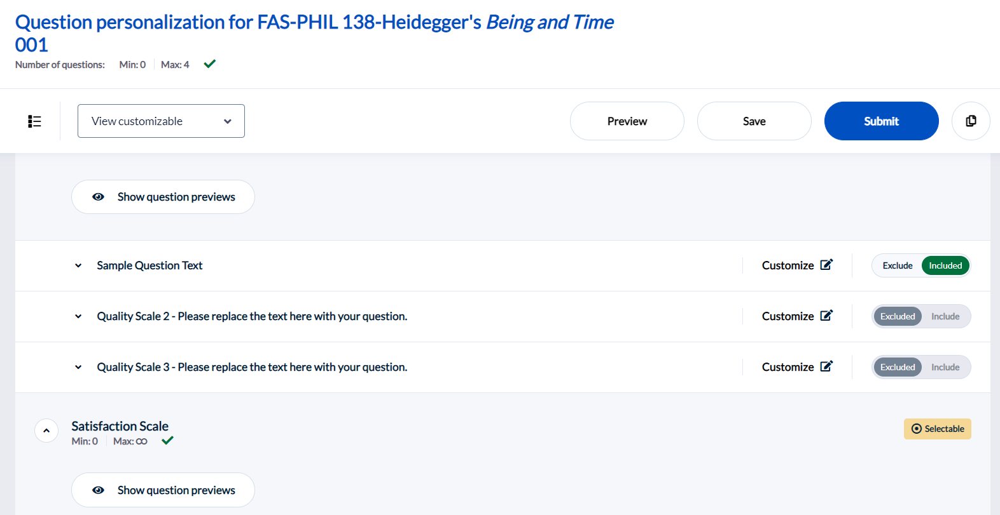 Question personalization for FAS-PHIL 138-Heidegger's Being and Time
001
Number of questions: Min: 0 Max: 4
View customizable
Preview
Save
Submit
Show question previews
Sample Question Text
Customize
Exclude Included
Quality Scale 2 - Please replace the text here with your question.
Customize
Excluded Include
Quality Scale 3 - Please replace the text here with your question.
Customize
Excluded Include
Satisfaction Scale
Selectable
Min: 0 Max: ∞
Show question previews